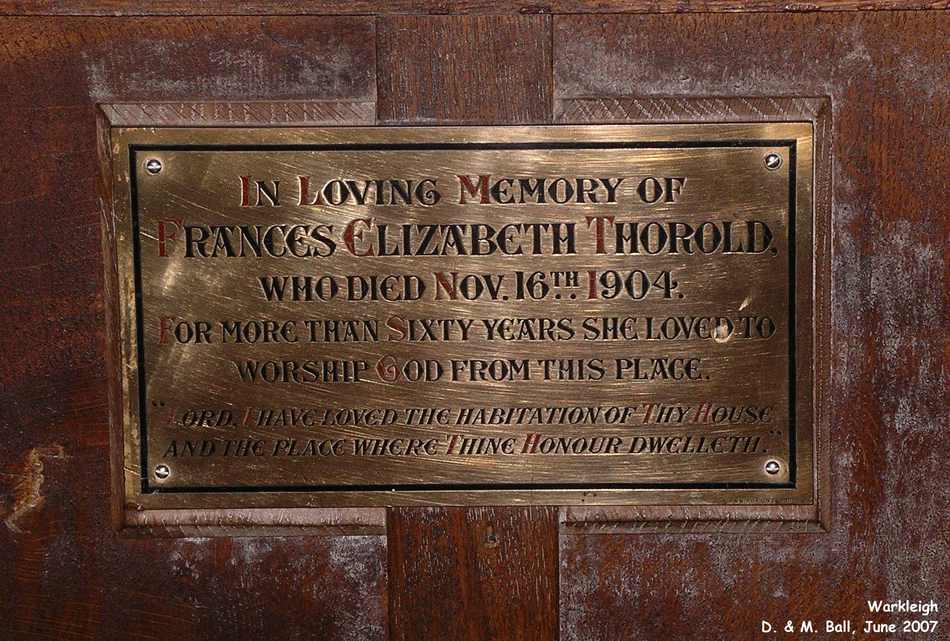 IN LOVING MEMORY OF
FRANCES ELIZABETH THOROLD,
WHO DIED NOV. 16TH. 1904.
FOR MORE THAN SIXTY YEARS SHE LOVED TO
WORSHIP GOD FROM THIS PLACE.
"LORD, I HAVE LOVED THE HABITATION OF THY HOUSE
AND THE PLACE WHERE THINE HONOUR DWELLETH."
Warkleigh
D. & M. Ball, June 2007